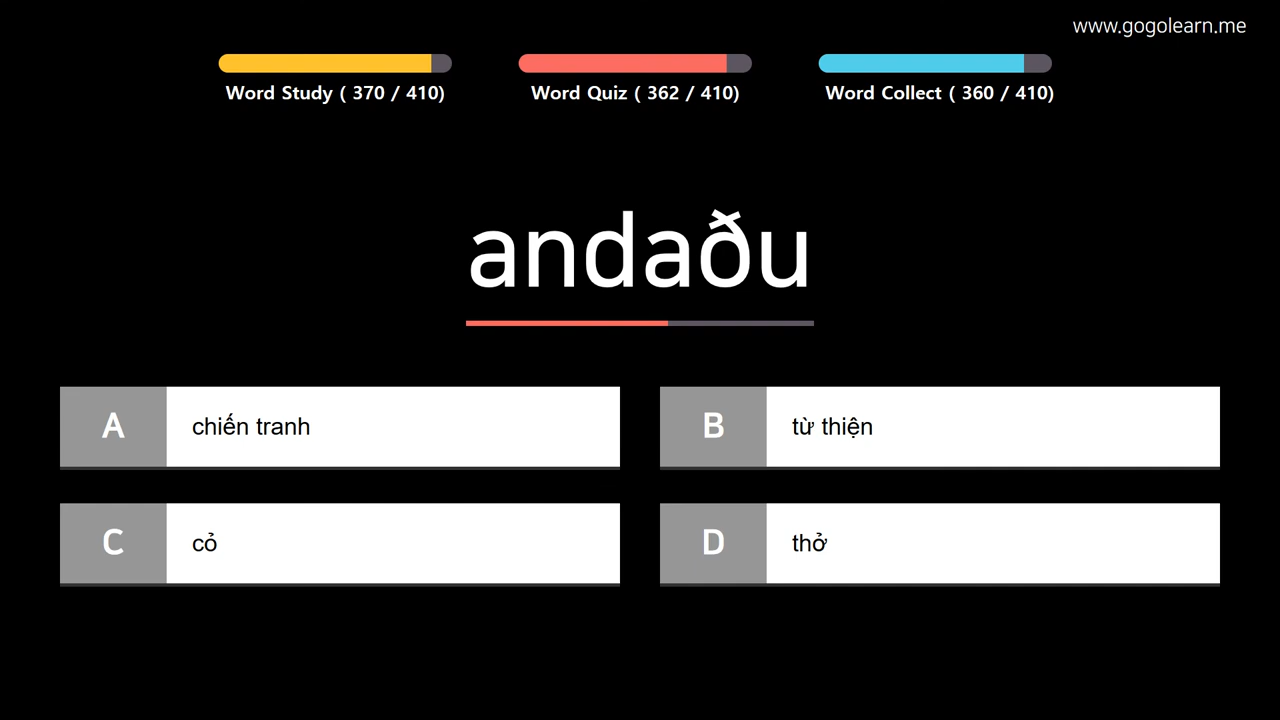 www.gogolearn.me
Word Study ( 370 / 410)
Word Quiz ( 362 / 410)
Word Collect ( 360 / 410)
andaðu
A chiến tranh
B từ thiện
C cỏ
D thở